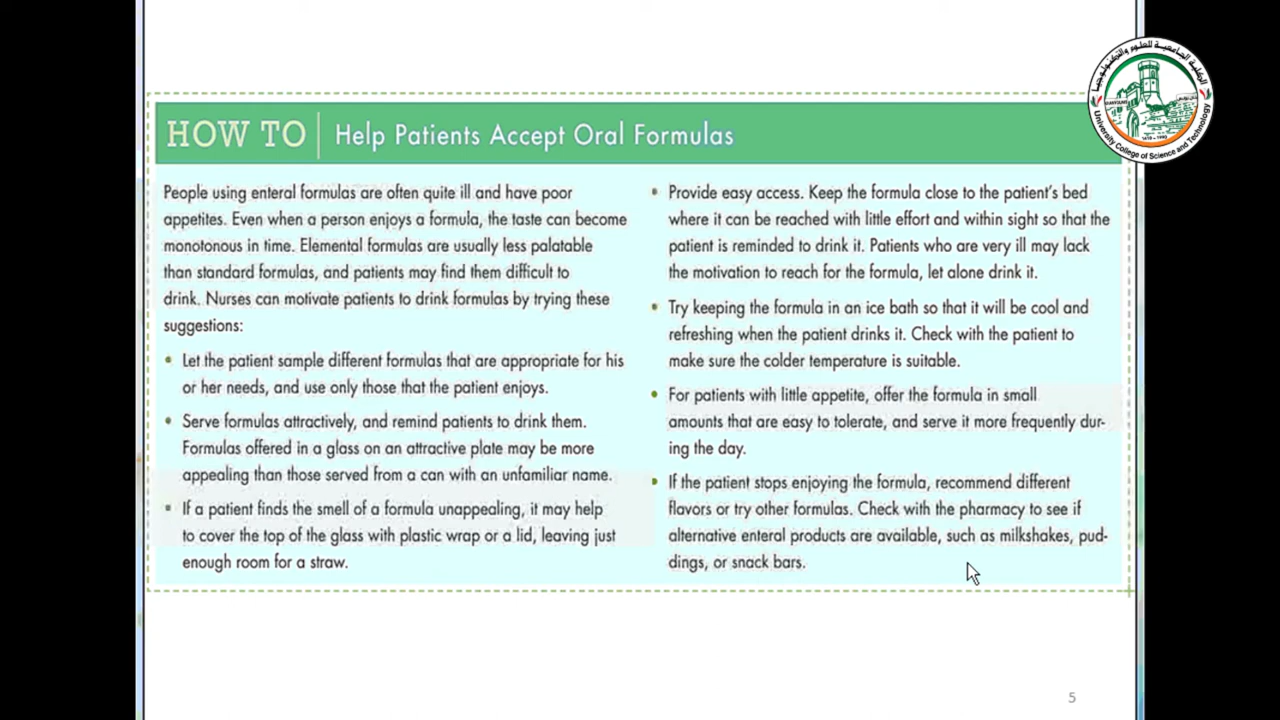 HOW TO Help Patients Accept Oral Formulas
People using enteral formulas are often quite ill and have poor
appetites. Even when a person enjoys a formula, the taste can become
monotonous in time. Elemental formulas are usually less palatable
than standard formulas, and patients may find them difficult to
drink. Nurses can motivate patients to drink formulas by trying these
suggestions:
• Let the patient sample different formulas that are appropriate for his
or her needs, and use only those that the patient enjoys.
• Serve formulas attractively, and remind patients to drink them.
Formulas offered in a glass on an attractive plate may be more
appealing than those served from a can with an unfamiliar name.
• If a patient finds the smell of a formula unappealing, it may help
to cover the top of the glass with plastic wrap or a lid, leaving just
enough room for a straw.
• Provide easy access. Keep the formula close to the patient's bed
where it can be reached with little effort and within sight so that the
patient is reminded to drink it. Patients who are very ill may lack
the motivation to reach for the formula, let alone drink it.
• Try keeping the formula in an ice bath so that it will be cool and
refreshing when the patient drinks it. Check with the patient to
make sure the colder temperature is suitable.
• For patients with little appetite, offer the formula in small
amounts that are easy to tolerate, and serve it more frequently dur-
ing the day.
• If the patient stops enjoying the formula, recommend different
flavors or try other formulas. Check with the pharmacy to see if
alternative enteral products are available, such as milkshakes, pud-
dings, or snack bars.
الكلية الجامعية للعلوم والتكنولوجيا
University College of Science and Technology
5